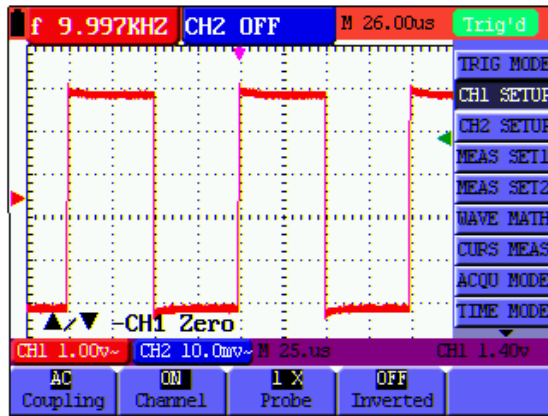 f 9.997KHZ CH2 OFF M 26.00us Trig'd
TRIG MODE
CH1 SETUP
CH2 SETUP
MEAS SET1
MEAS SET2
WAVE MATH
CURS MEAS
ACQU MODE
TIME MODE
▲/▼ -CH1 Zero
CH1 1.00v~ CH2 10.0mv~ M 25.us CH1 1.40v
AC ON 1 X OFF
Coupling Channel Probe Inverted